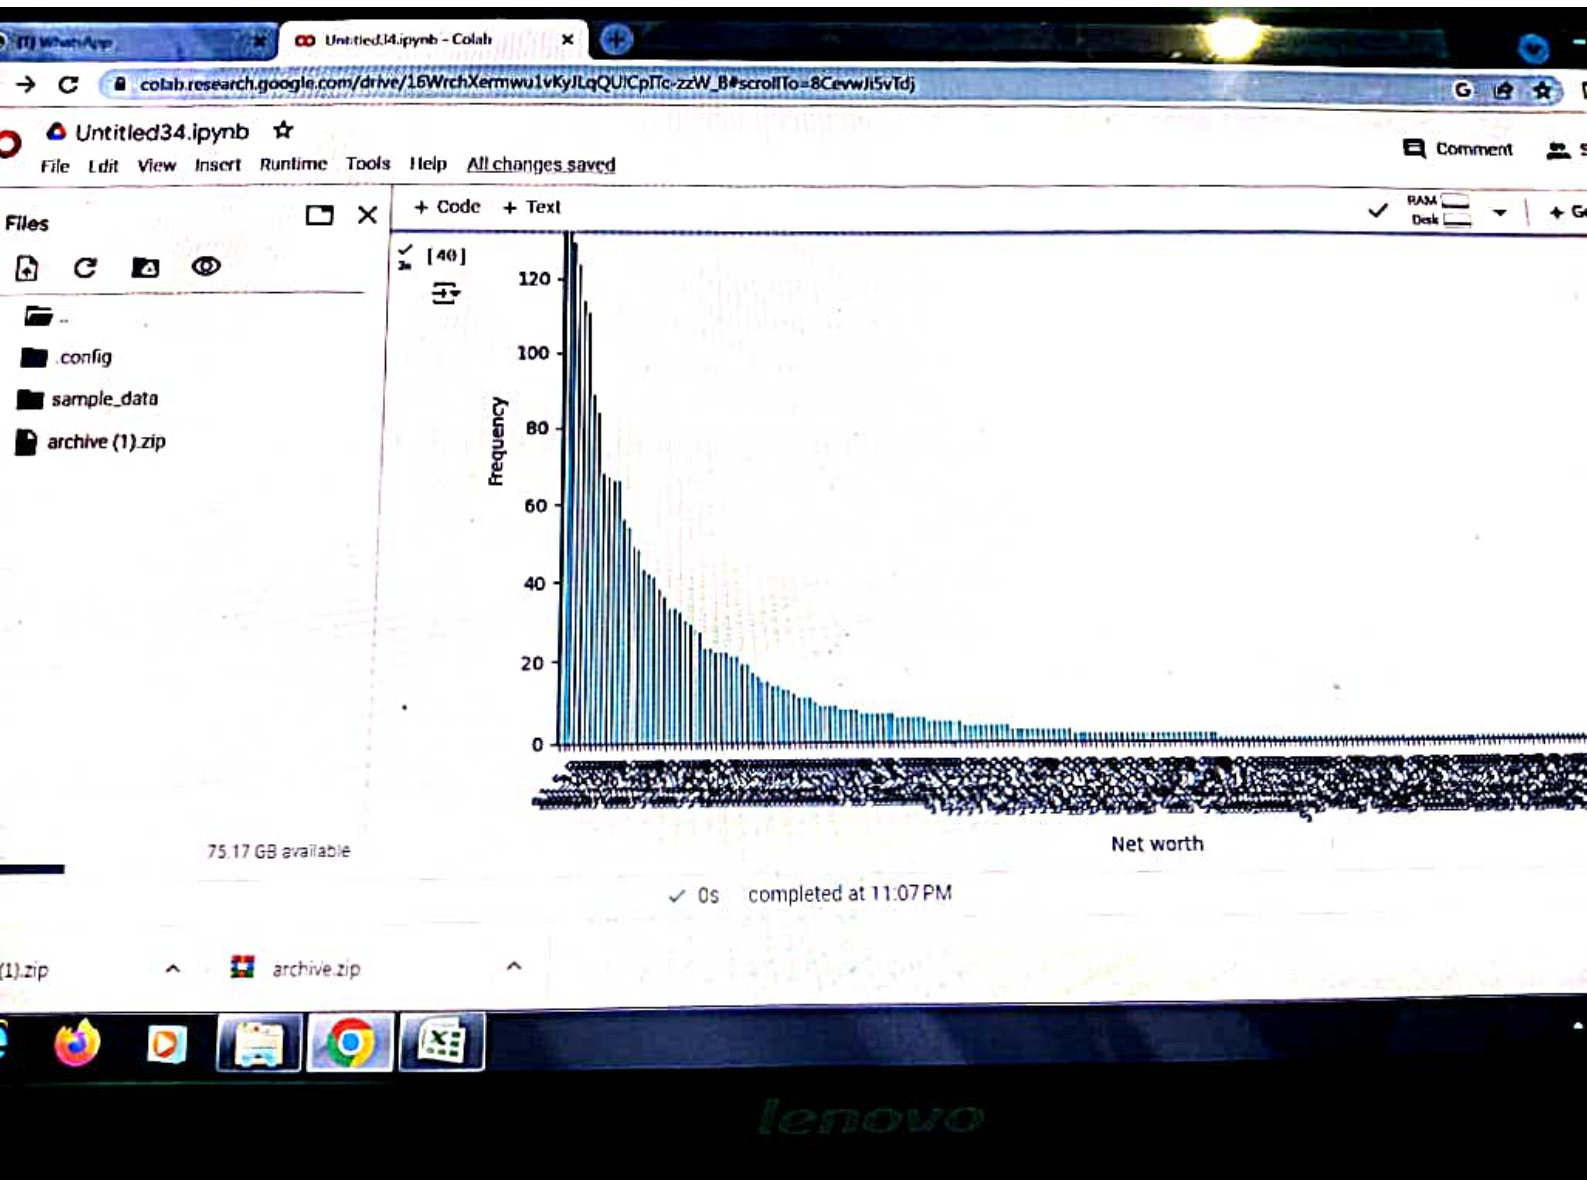 WhatsApp
Untitled34.ipynb - Colab
colab.research.google.com/drive/16WrchXermwu1vKyJLqQUICpITc-zzW_B#scrollTo=8CevwJi5vTdj
Untitled34.ipynb
File Edit View Insert Runtime Tools Help All changes saved
Comment
Files
+ Code + Text
RAM
Disk
[40]
..
.config
sample_data
archive (1).zip
75.17 GB available
120
100
80
60
40
20
0
Frequency
Net worth
0s completed at 11:07 PM
(1).zip
archive.zip
lenovo